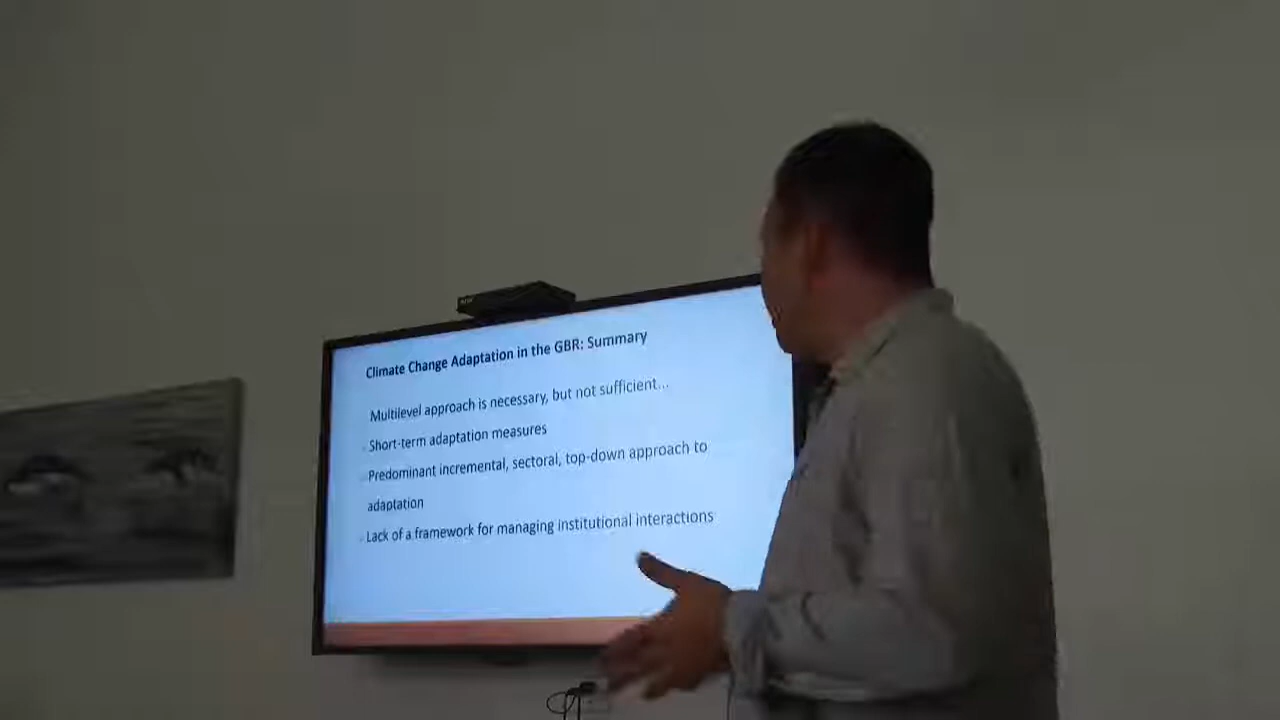 Climate Change Adaptation in the GBR: Summary
Multilevel approach is necessary, but not sufficient...
Short-term adaptation measures
Predominant incremental, sectoral, top-down approach to
adaptation
Lack of a framework for managing institutional interactions